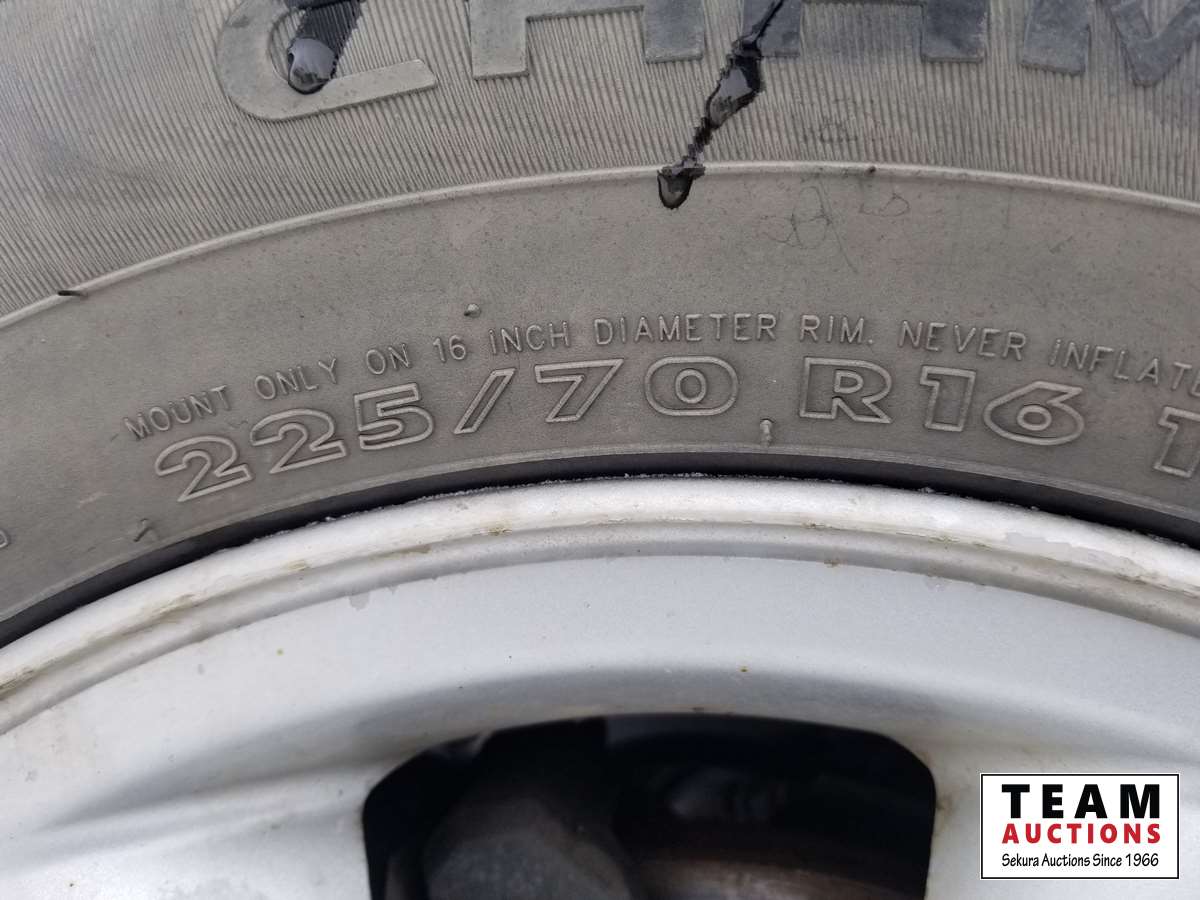 MOUNT ONLY ON 16 INCH DIAMETER RIM. NEVER INFLATE
225/70 R16
TEAM
AUCTIONS
Sekura Auctions Since 1966